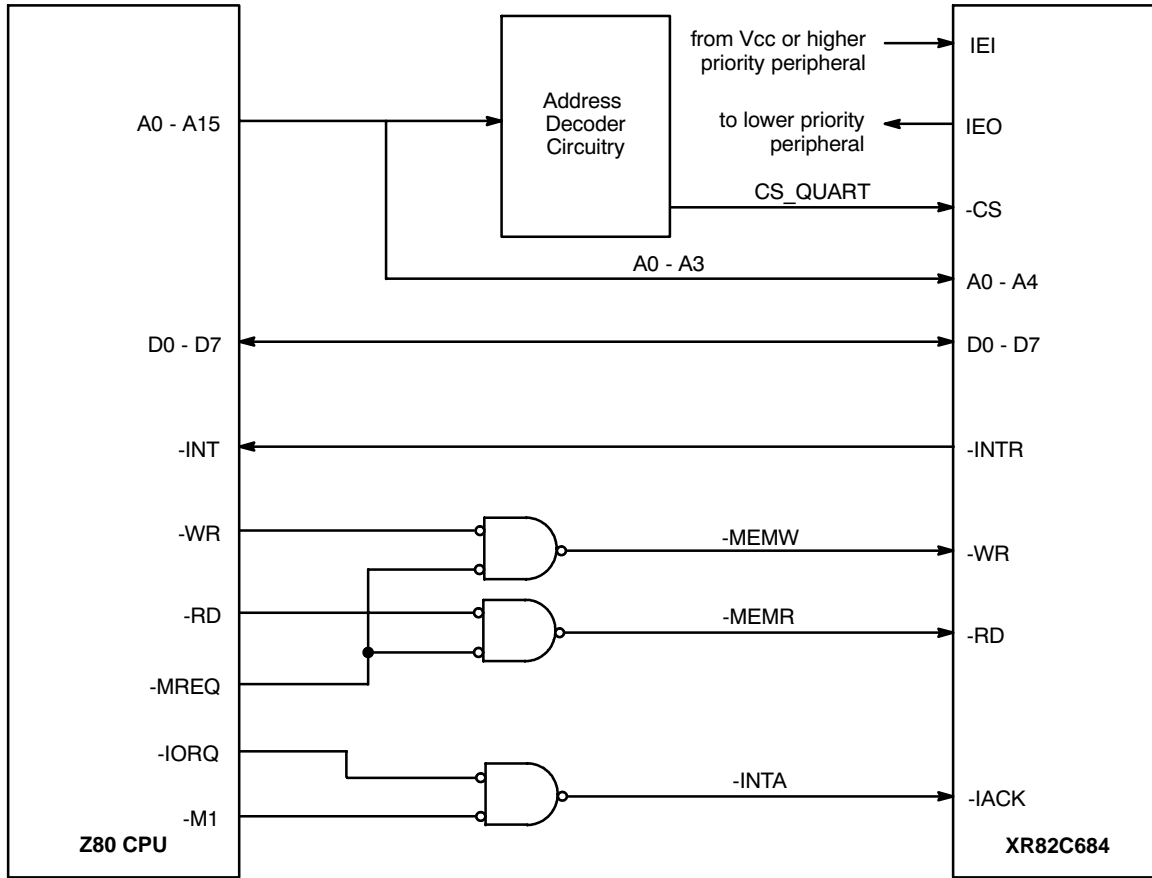 from Vcc or higher
priority peripheral
IEI
A0 - A15
Address
Decoder
Circuitry
to lower priority
peripheral
IEO
CS_QUART
-CS
A0 - A3
A0 - A4
D0 - D7
D0 - D7
-INT
-INTR
-WR
-MEMW
-WR
-RD
-MEMR
-RD
-MREQ
-IORQ
-INTA
-IACK
-M1
Z80 CPU
XR82C684